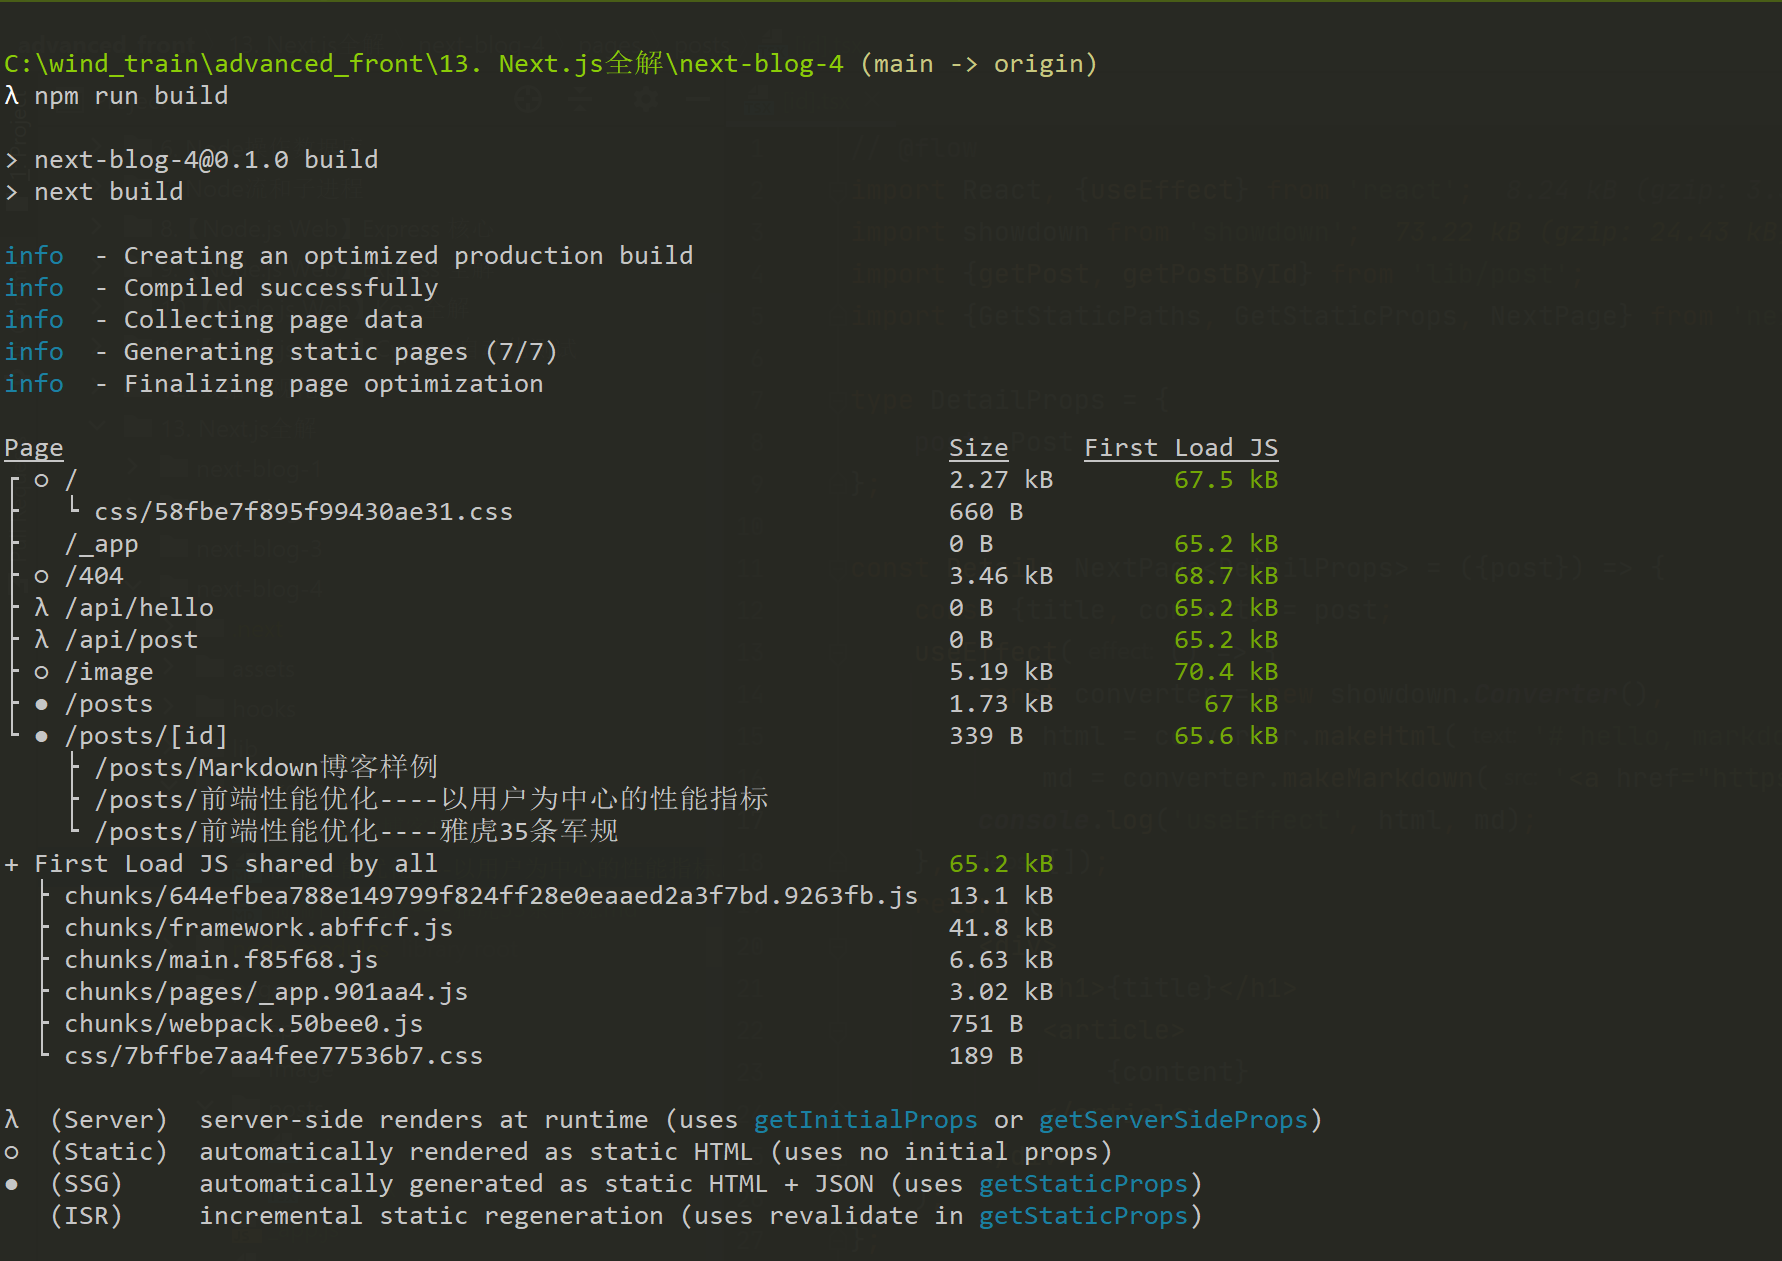 C:\wind_train\advanced_front\13. Next.js全解\next-blog-4 (main -> origin)
λ npm run build
> next-blog-4@0.1.0 build
> next build
info  - Creating an optimized production build
info  - Compiled successfully
info  - Collecting page data
info  - Generating static pages (7/7)
info  - Finalizing page optimization
Page Size First Load JS
┌ ○ / 2.27 kB 67.5 kB
├   └ css/58fbe7f895f99430ae31.css 660 B
├   /_app 0 B 65.2 kB
├ ○ /404 3.46 kB 68.7 kB
├ λ /api/hello 0 B 65.2 kB
├ λ /api/post 0 B 65.2 kB
├ ○ /image 5.19 kB 70.4 kB
├ ● /posts 1.73 kB 67 kB
└ ● /posts/[id] 339 B 65.6 kB
    ├ /posts/Markdown博客样例
    ├ /posts/前端性能优化----以用户为中心的性能指标
    └ /posts/前端性能优化----雅虎35条军规
+ First Load JS shared by all 65.2 kB
  ├ chunks/644efbea788e149799f824ff28e0eaaed2a3f7bd.9263fb.js 13.1 kB
  ├ chunks/framework.abffcf.js 41.8 kB
  ├ chunks/main.f85f68.js 6.63 kB
  ├ chunks/pages/_app.901aa4.js 3.02 kB
  ├ chunks/webpack.50bee0.js 751 B
  └ css/7bffbe7aa4fee77536b7.css 189 B
λ  (Server)  server-side renders at runtime (uses getInitialProps or getServerSideProps)
○  (Static)  automatically rendered as static HTML (uses no initial props)
●  (SSG)     automatically generated as static HTML + JSON (uses getStaticProps)
   (ISR)     incremental static regeneration (uses revalidate in getStaticProps)